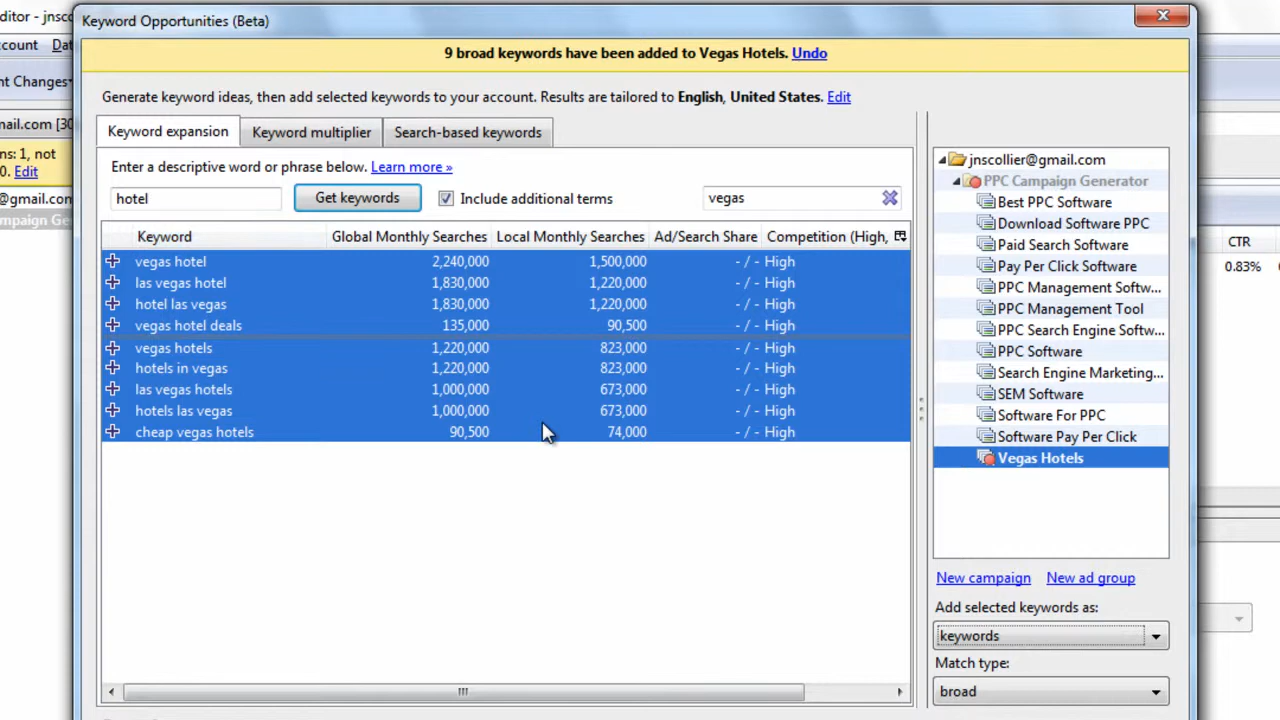 ditor - jnsco
Keyword Opportunities (Beta)
ccount Dat
nt Changes
mail.com [30
ns: 1, not
0. Edit
@gmail.com
mpaign Ge
9 broad keywords have been added to Vegas Hotels. Undo
Generate keyword ideas, then add selected keywords to your account. Results are tailored to English, United States. Edit
Keyword expansion Keyword multiplier Search-based keywords
Enter a descriptive word or phrase below. Learn more »
hotel Get keywords Include additional terms vegas
Keyword Global Monthly Searches Local Monthly Searches Ad/Search Share Competition (High,
vegas hotel 2,240,000 1,500,000 - / - High
las vegas hotel 1,830,000 1,220,000 - / - High
hotel las vegas 1,830,000 1,220,000 - / - High
vegas hotel deals 135,000 90,500 - / - High
vegas hotels 1,220,000 823,000 - / - High
hotels in vegas 1,220,000 823,000 - / - High
las vegas hotels 1,000,000 673,000 - / - High
hotels las vegas 1,000,000 673,000 - / - High
cheap vegas hotels 90,500 74,000 - / - High
jnscollier@gmail.com
PPC Campaign Generator
Best PPC Software
Download Software PPC
Paid Search Software
Pay Per Click Software
PPC Management Softw...
PPC Management Tool
PPC Search Engine Softw...
PPC Software
Search Engine Marketing...
SEM Software
Software For PPC
Software Pay Per Click
Vegas Hotels
New campaign New ad group
Add selected keywords as:
keywords
Match type:
broad
CTR
0.83%